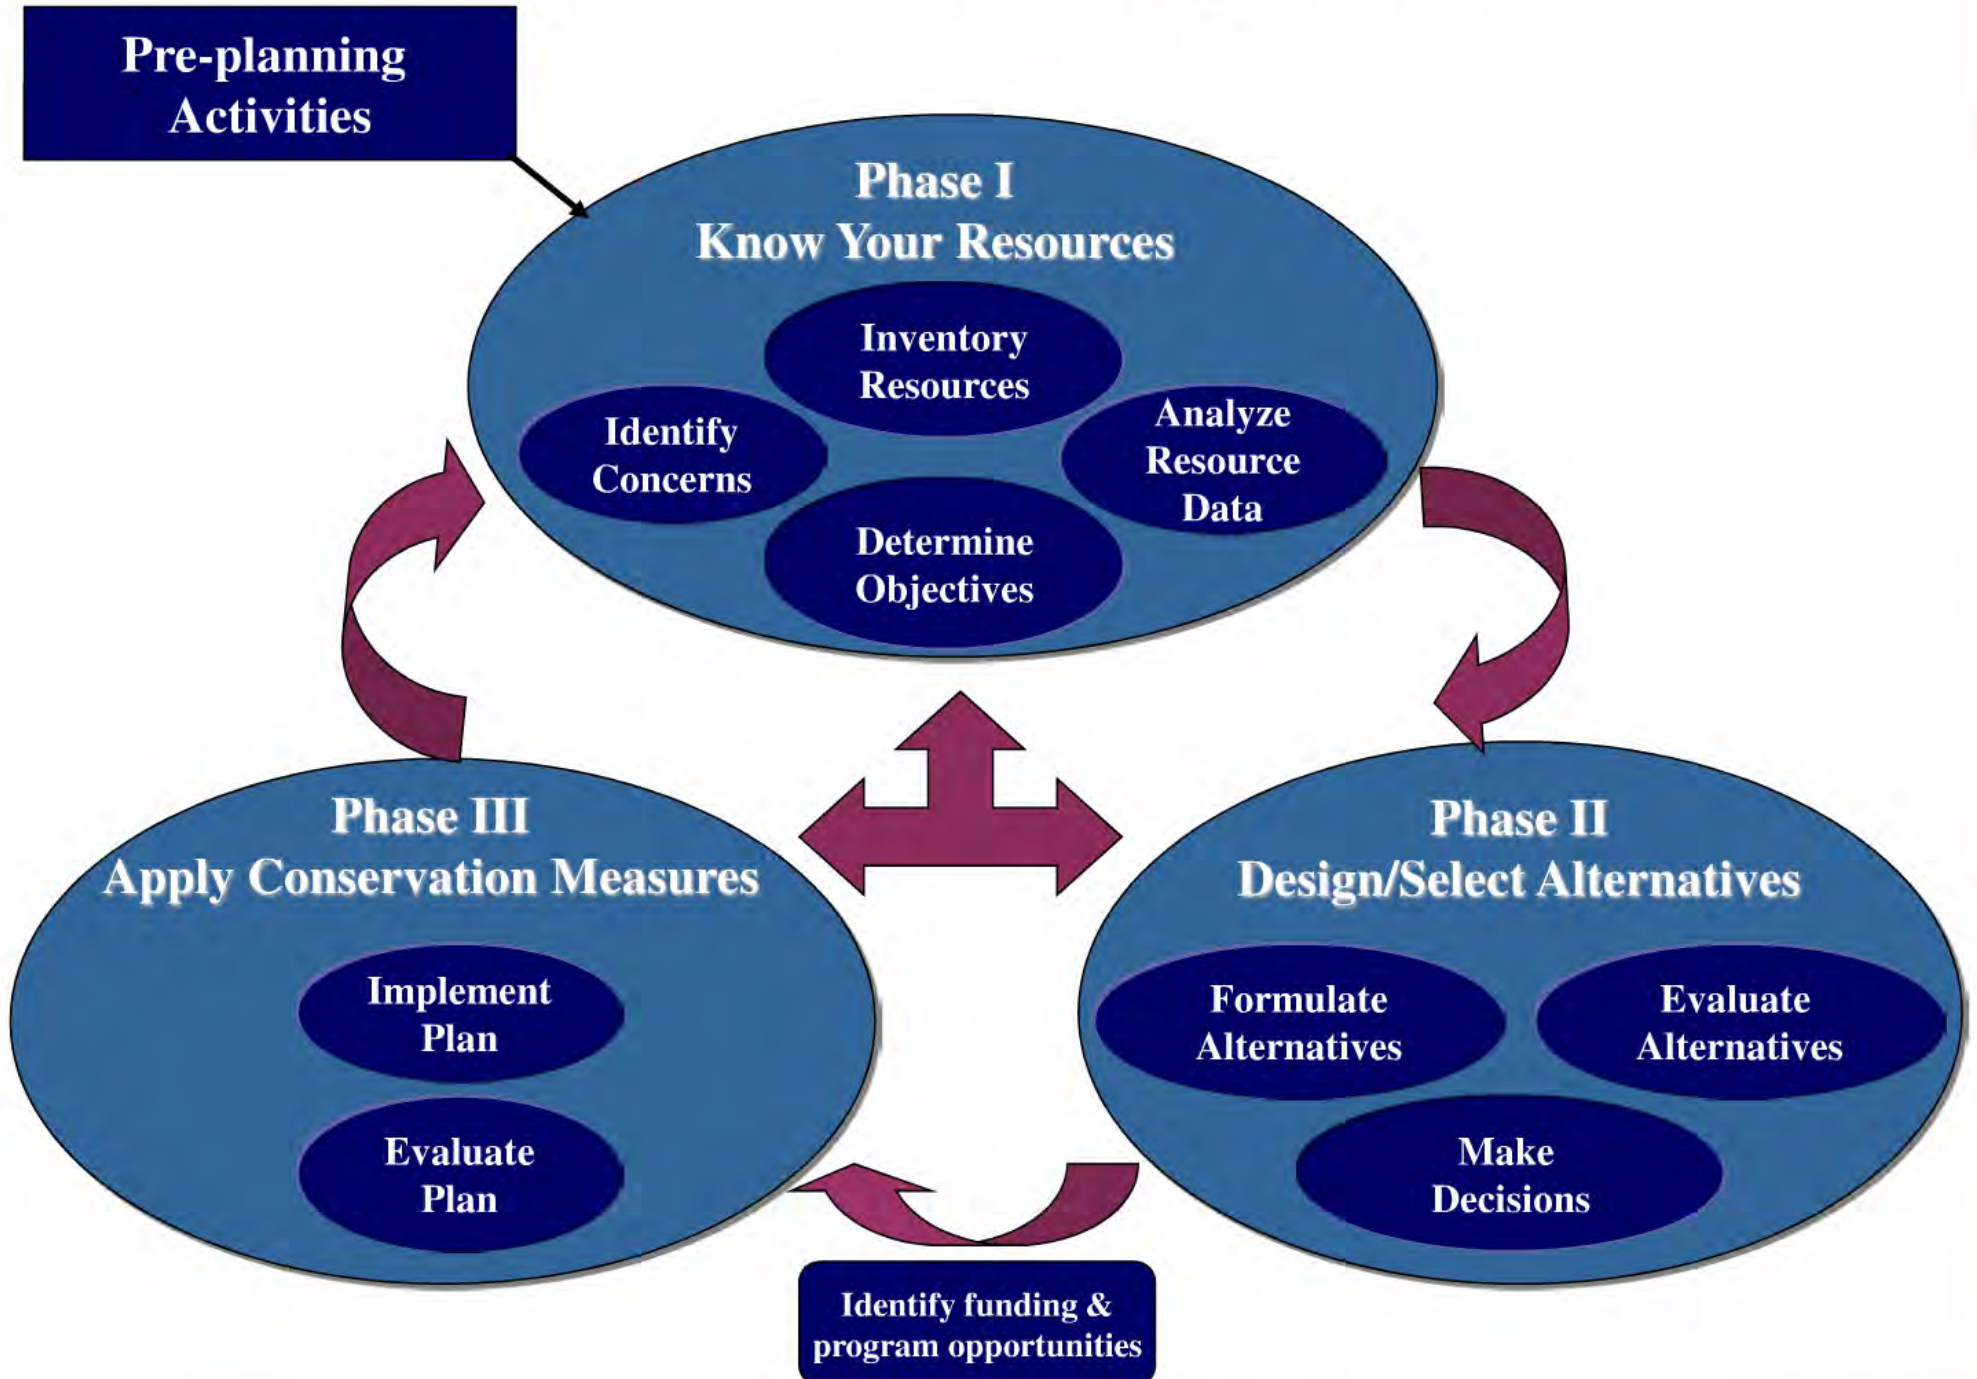 Pre-planning
Activities
Phase I
Know Your Resources
Inventory
Resources
Identify
Concerns
Analyze
Resource
Data
Determine
Objectives
Phase III
Apply Conservation Measures
Implement
Plan
Evaluate
Plan
Phase II
Design/Select Alternatives
Formulate
Alternatives
Evaluate
Alternatives
Make
Decisions
Identify funding &
program opportunities